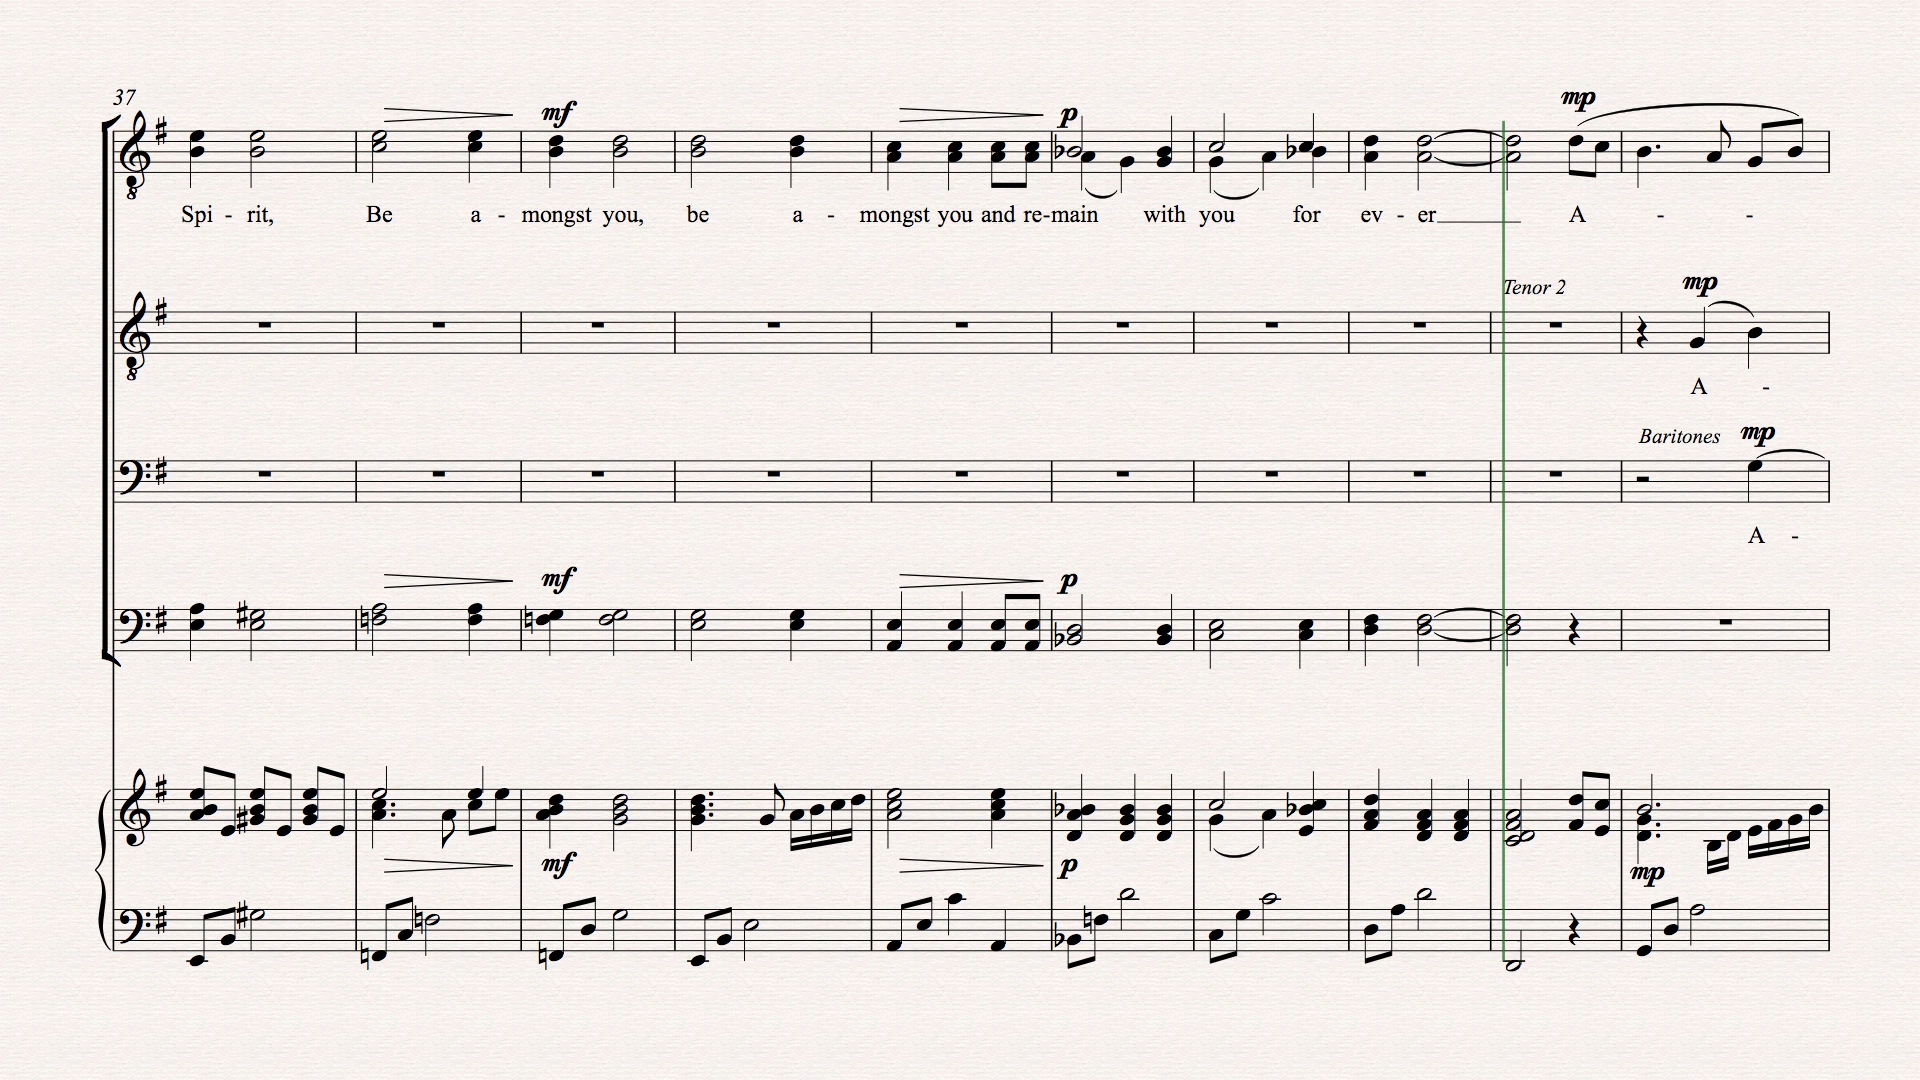 37
mf
p
mp
Spi - rit, Be a - mongst you, be a - mongst you and re-main with you for ev - er____ A - -
Tenor 2
mp
A -
Baritones mp
A -
mf
p
mf
p
mp